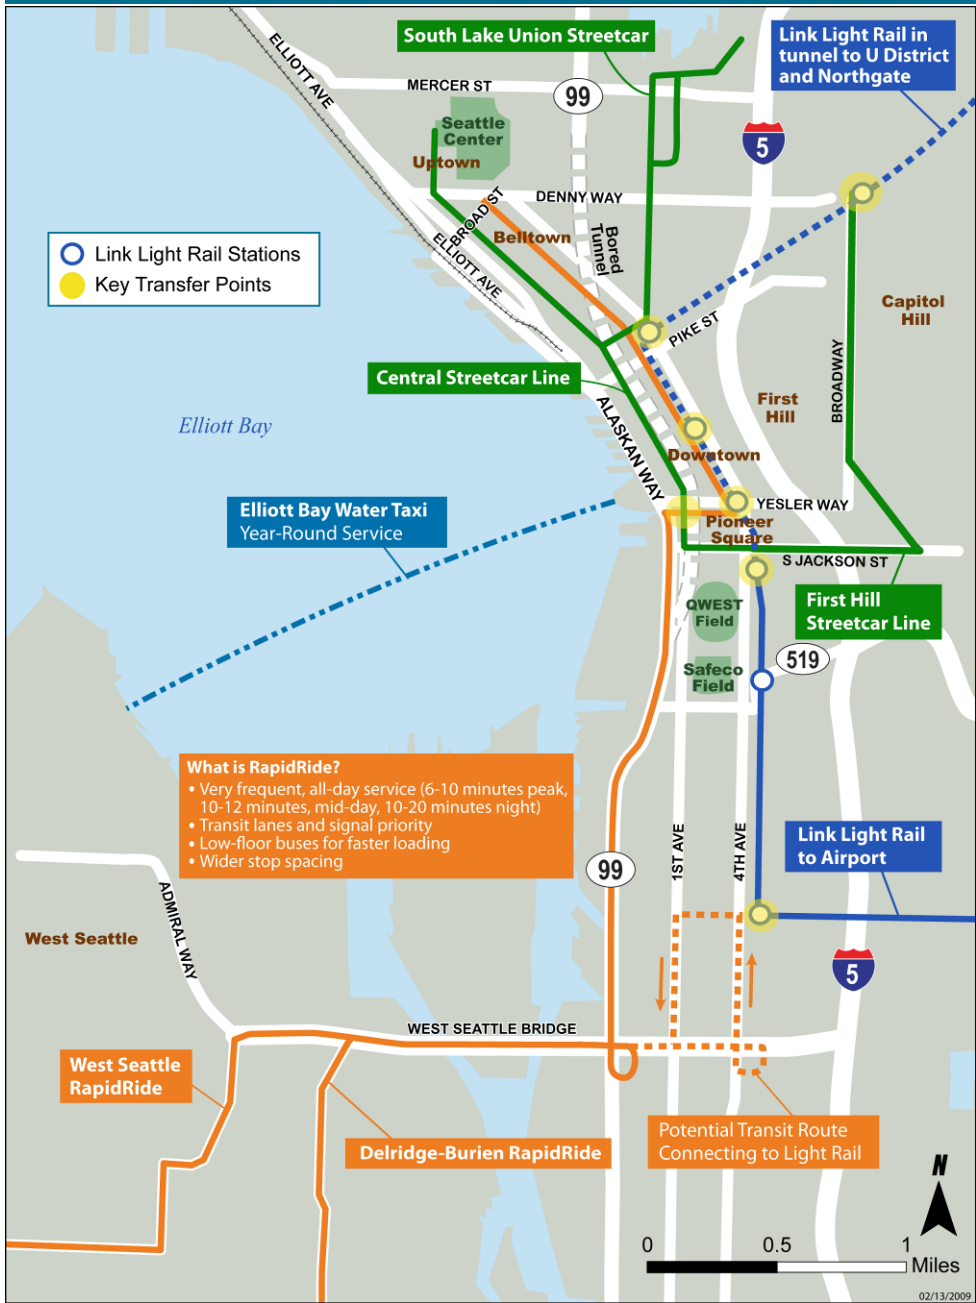 South Lake Union Streetcar
Link Light Rail in
tunnel to U District
and Northgate
ELLIOTT AVE
MERCER ST
99
Seattle
Center
5
Uptown
DENNY WAY
BROAD ST
Belltown
Bored
Tunnel
ELLIOTT AVE
Link Light Rail Stations
Key Transfer Points
Capitol
Hill
PIKE ST
Central Streetcar Line
BROADWAY
First
Hill
Elliott Bay
ALASKAN WAY
Downtown
Elliott Bay Water Taxi
Year-Round Service
YESLER WAY
Pioneer
Square
S JACKSON ST
QWEST
Field
First Hill
Streetcar Line
519
Safeco
Field
What is RapidRide?
• Very frequent, all-day service (6-10 minutes peak,
10-12 minutes, mid-day, 10-20 minutes night)
• Transit lanes and signal priority
• Low-floor buses for faster loading
• Wider stop spacing
99
1ST AVE
4TH AVE
Link Light Rail
to Airport
West Seattle
ADMIRAL WAY
5
WEST SEATTLE BRIDGE
West Seattle
RapidRide
Delridge-Burien RapidRide
Potential Transit Route
Connecting to Light Rail
N
0 0.5 1
Miles
02/13/2009